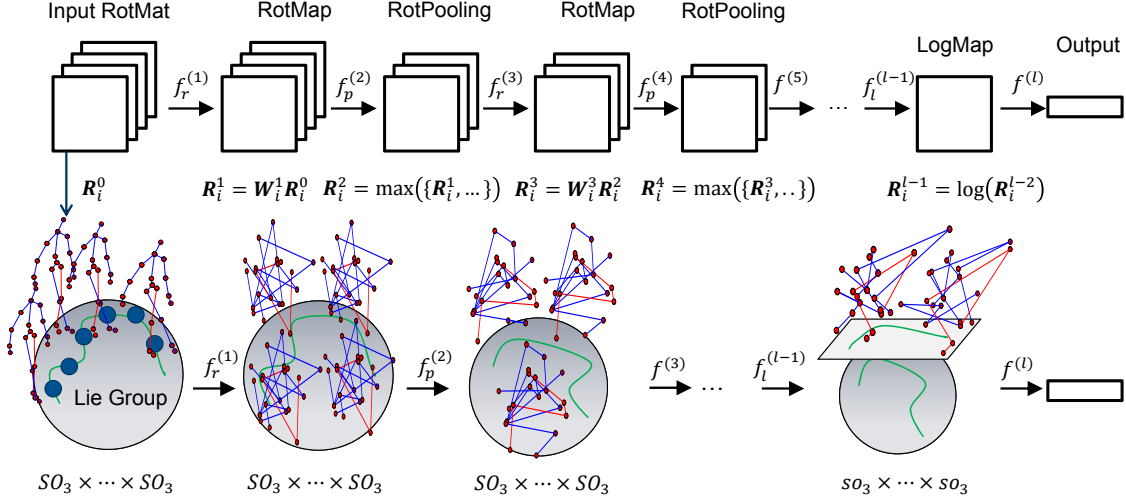 Input RotMat RotMap RotPooling RotMap RotPooling
LogMap Output
f_r^{(1)} f_p^{(2)} f_r^{(3)} f_p^{(4)} f^{(5)} ... f_l^{(l-1)} f^{(l)}
R_i^0 R_i^1 = W_i^1 R_i^0 R_i^2 = max({R_i^1, ...}) R_i^3 = W_i^3 R_i^2 R_i^4 = max({R_i^3, ..}) R_i^{l-1} = log(R_i^{l-2})
f_r^{(1)} f_p^{(2)} f^{(3)} ... f_l^{(l-1)} f^{(l)}
Lie Group
SO_3 × ⋯ × SO_3 SO_3 × ⋯ × SO_3 SO_3 × ⋯ × SO_3 so_3 × ⋯ × so_3